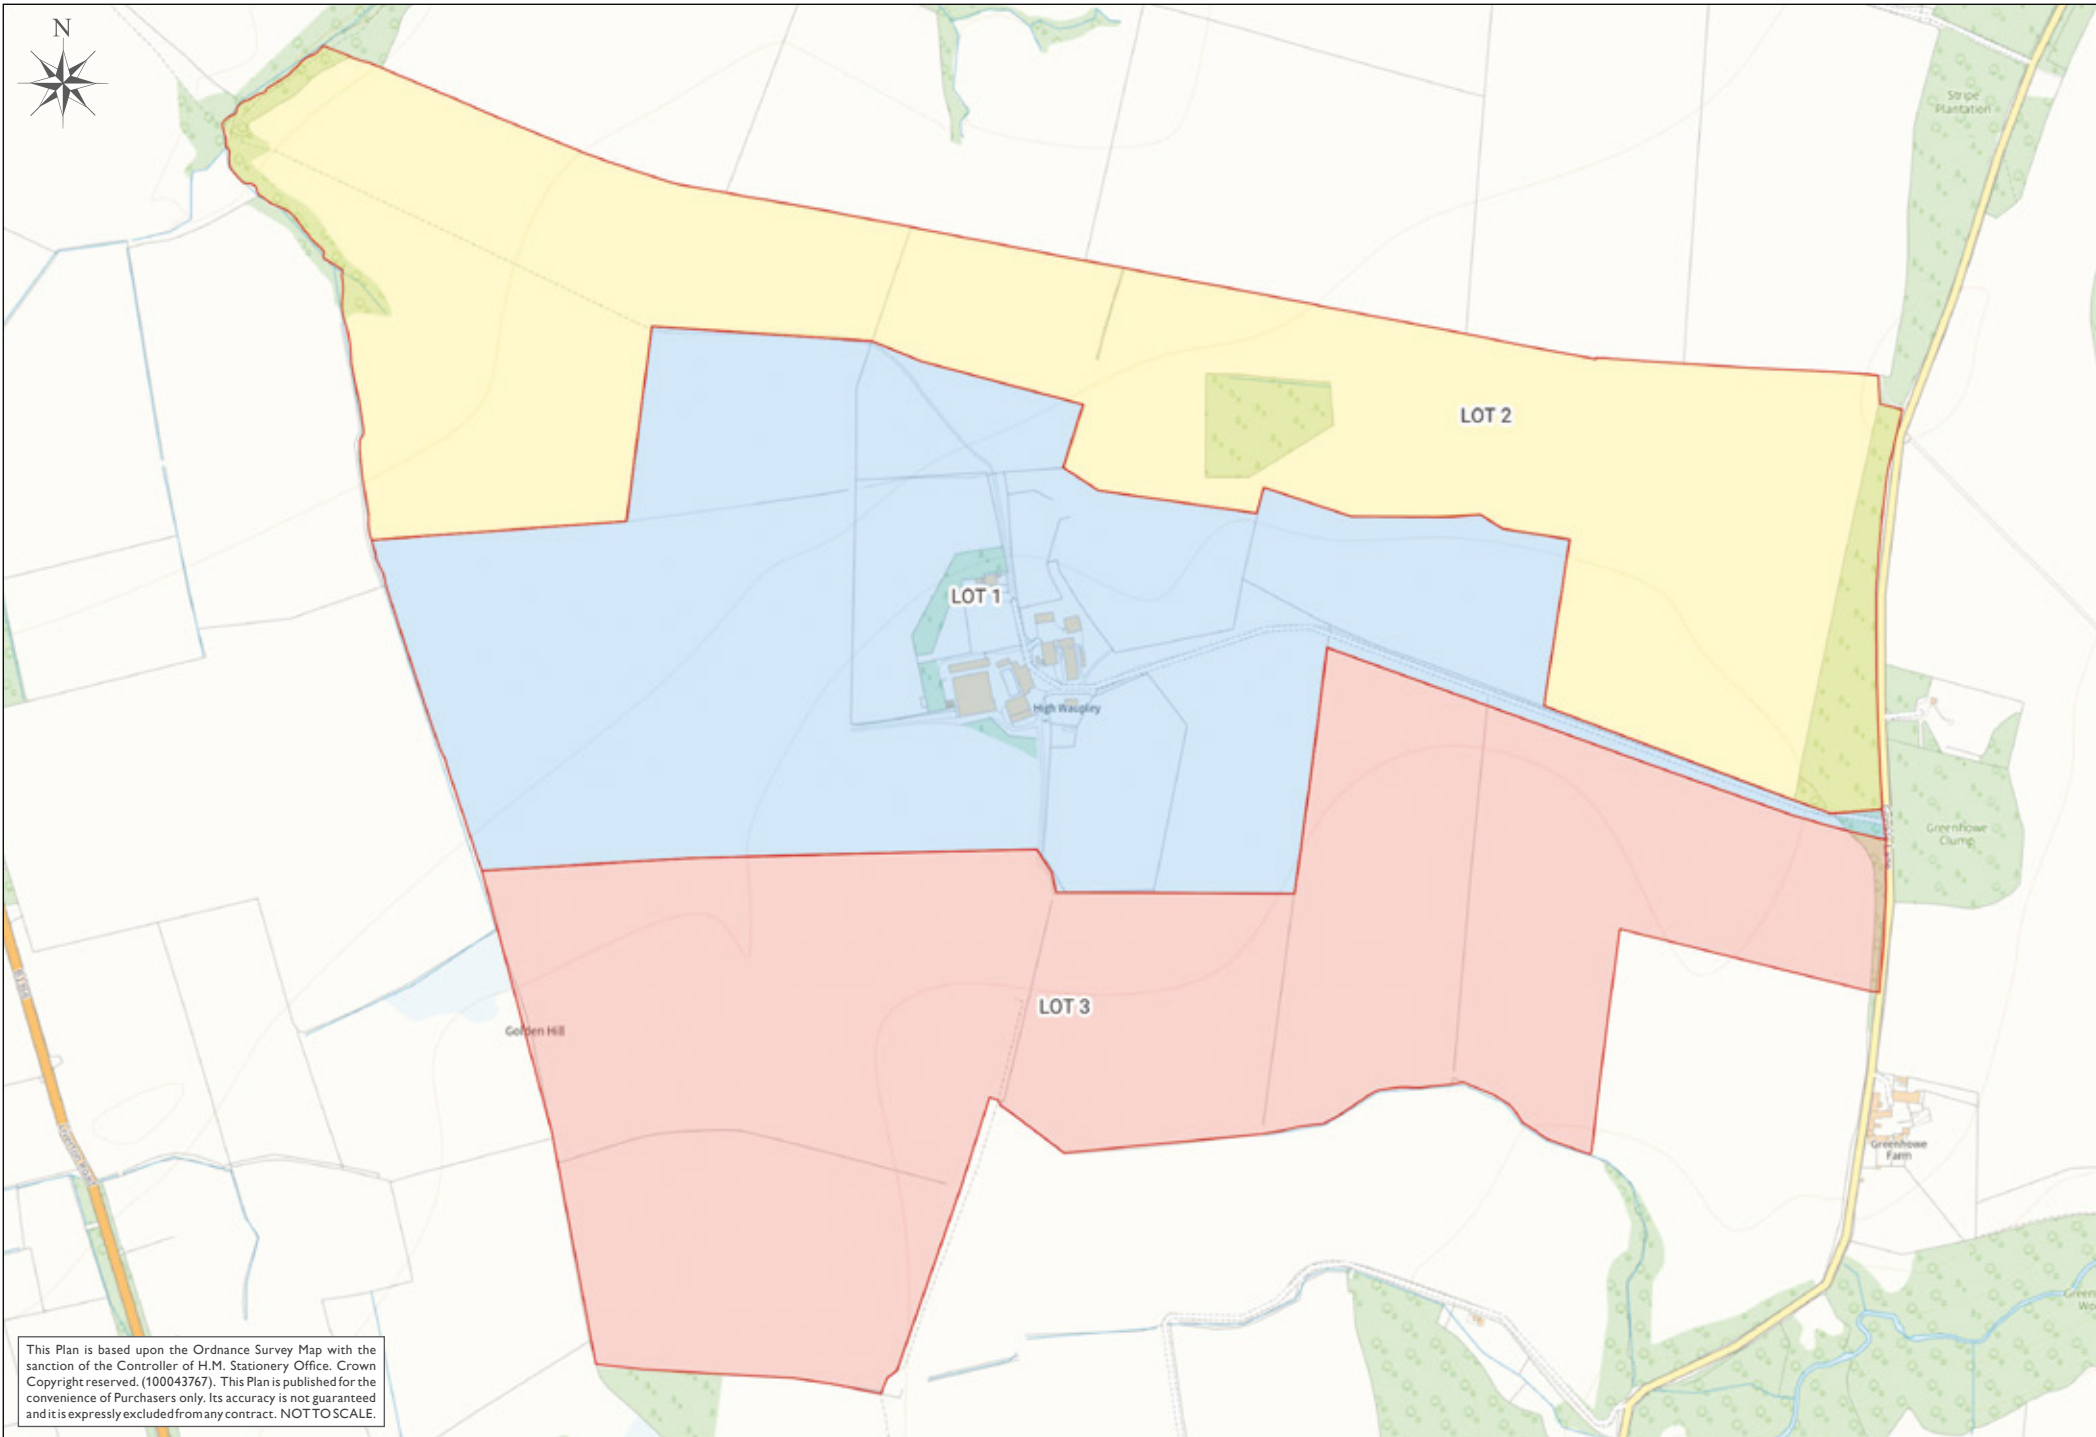 N
Stripe
Plantation
LOT 2
LOT 1
High Waupley
Greenhowe
Clump
LOT 3
Golden Hill
Greenhowe
Farm
This Plan is based upon the Ordnance Survey Map with the
sanction of the Controller of H.M. Stationery Office. Crown
Copyright reserved. (100043767). This Plan is published for the
convenience of Purchasers only. Its accuracy is not guaranteed
and it is expressly excluded from any contract. NOT TO SCALE.